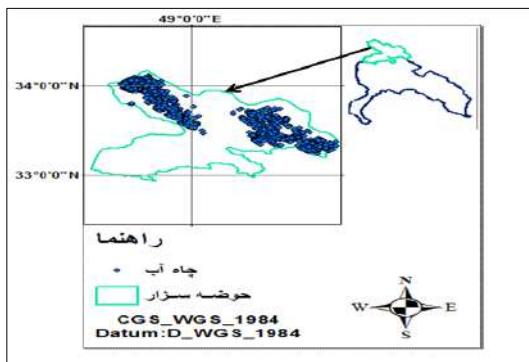 49°0'0"E
34°0'0"N
33°0'0"N
راهنما
چاه آب
حوضه سزار
CGS_WGS_1984
Datum:D_WGS_1984
N
W E
S